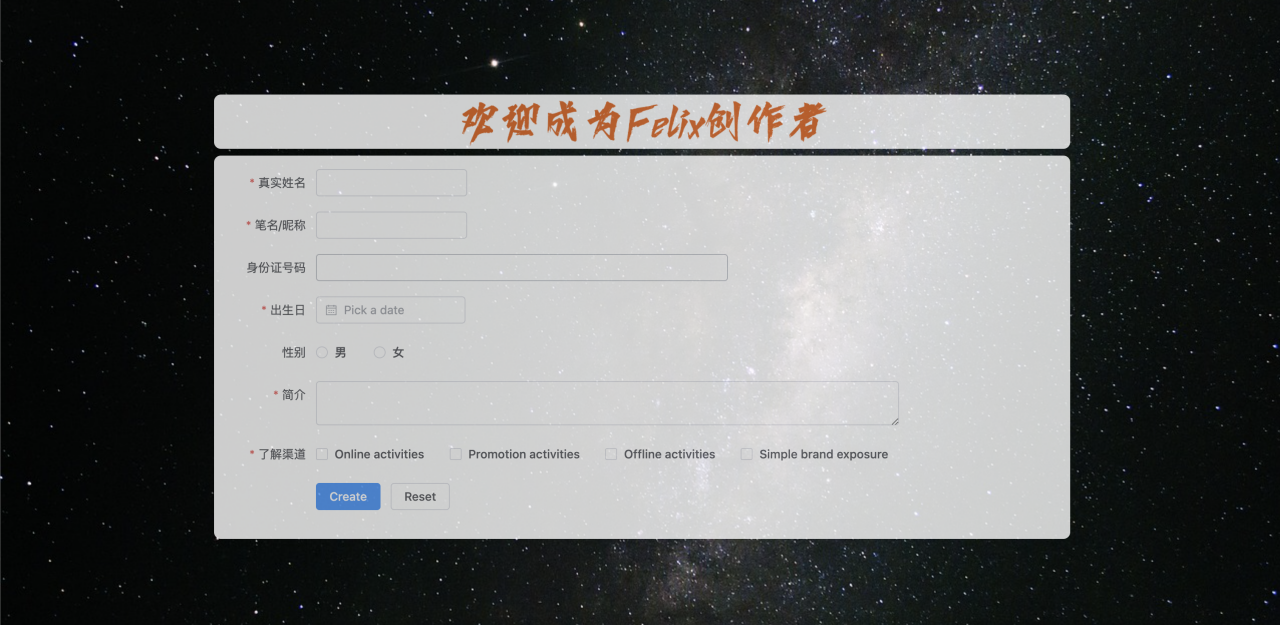 欢迎成为Felix创作者
* 真实姓名
* 笔名/昵称
身份证号码
* 出生日 Pick a date
性别 男 女
* 简介
* 了解渠道 Online activities Promotion activities Offline activities Simple brand exposure
Create Reset